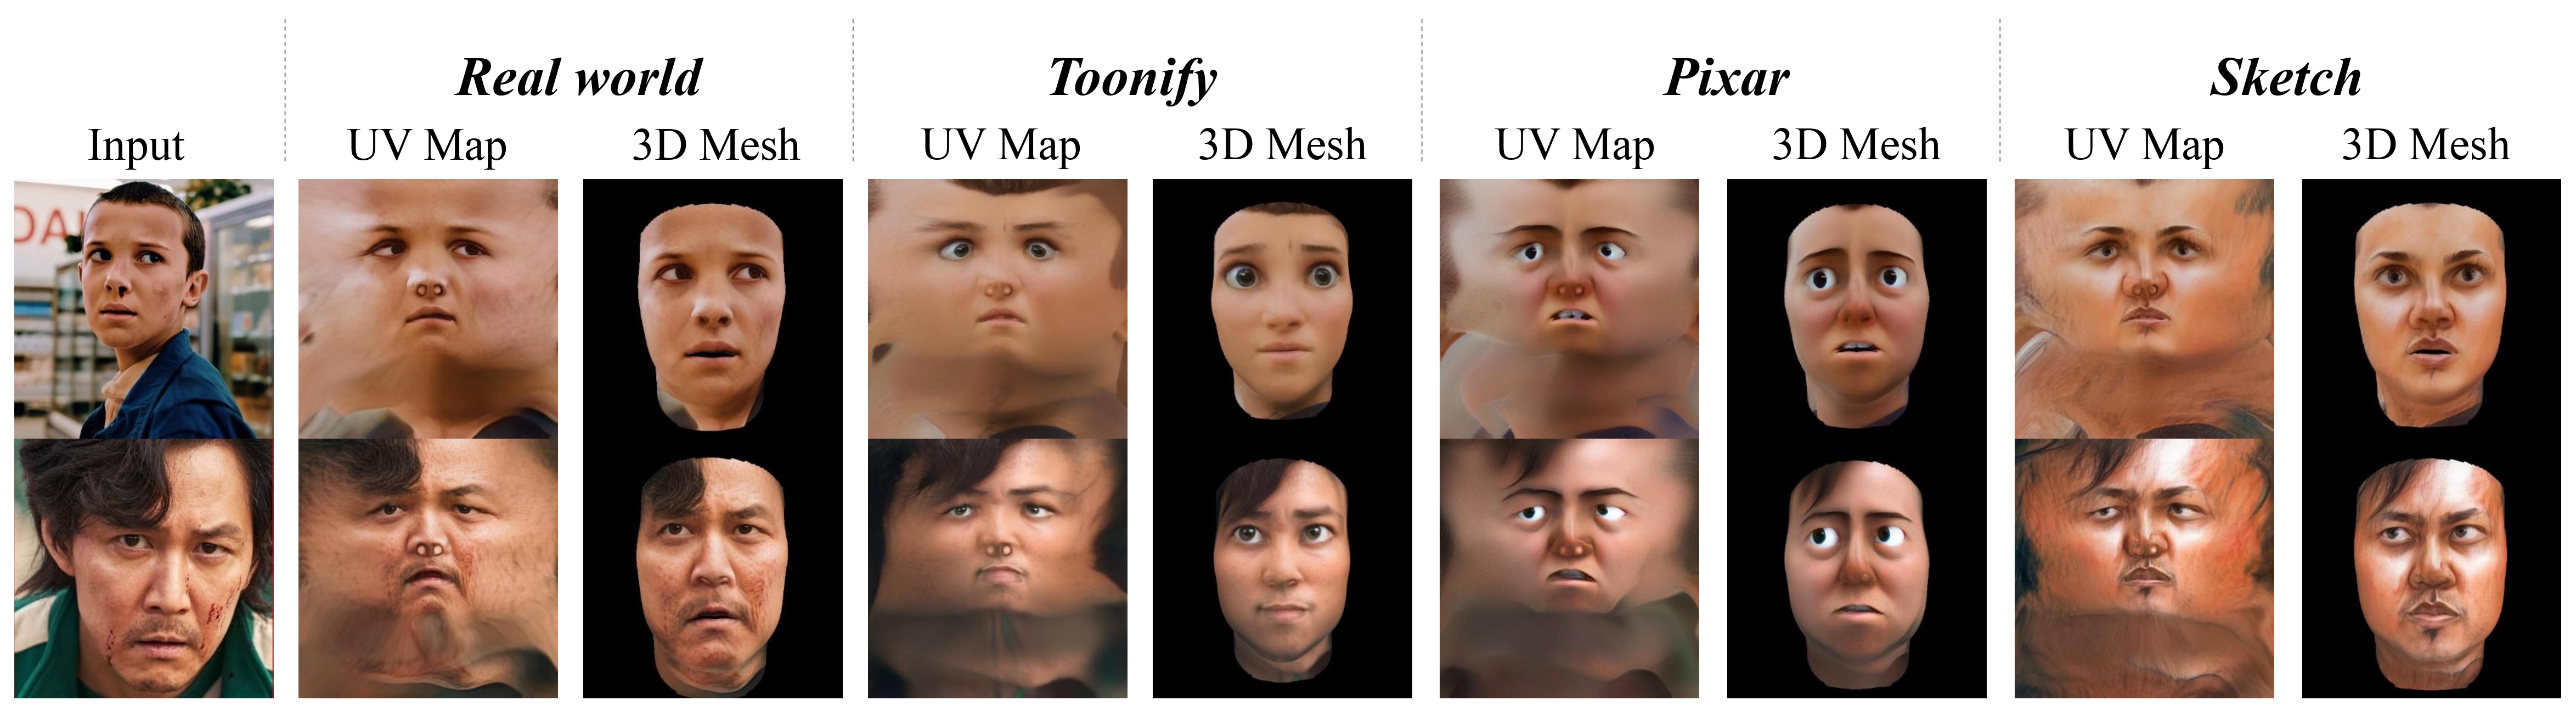 Real world Toonify Pixar Sketch
Input UV Map 3D Mesh UV Map 3D Mesh UV Map 3D Mesh UV Map 3D Mesh
DA